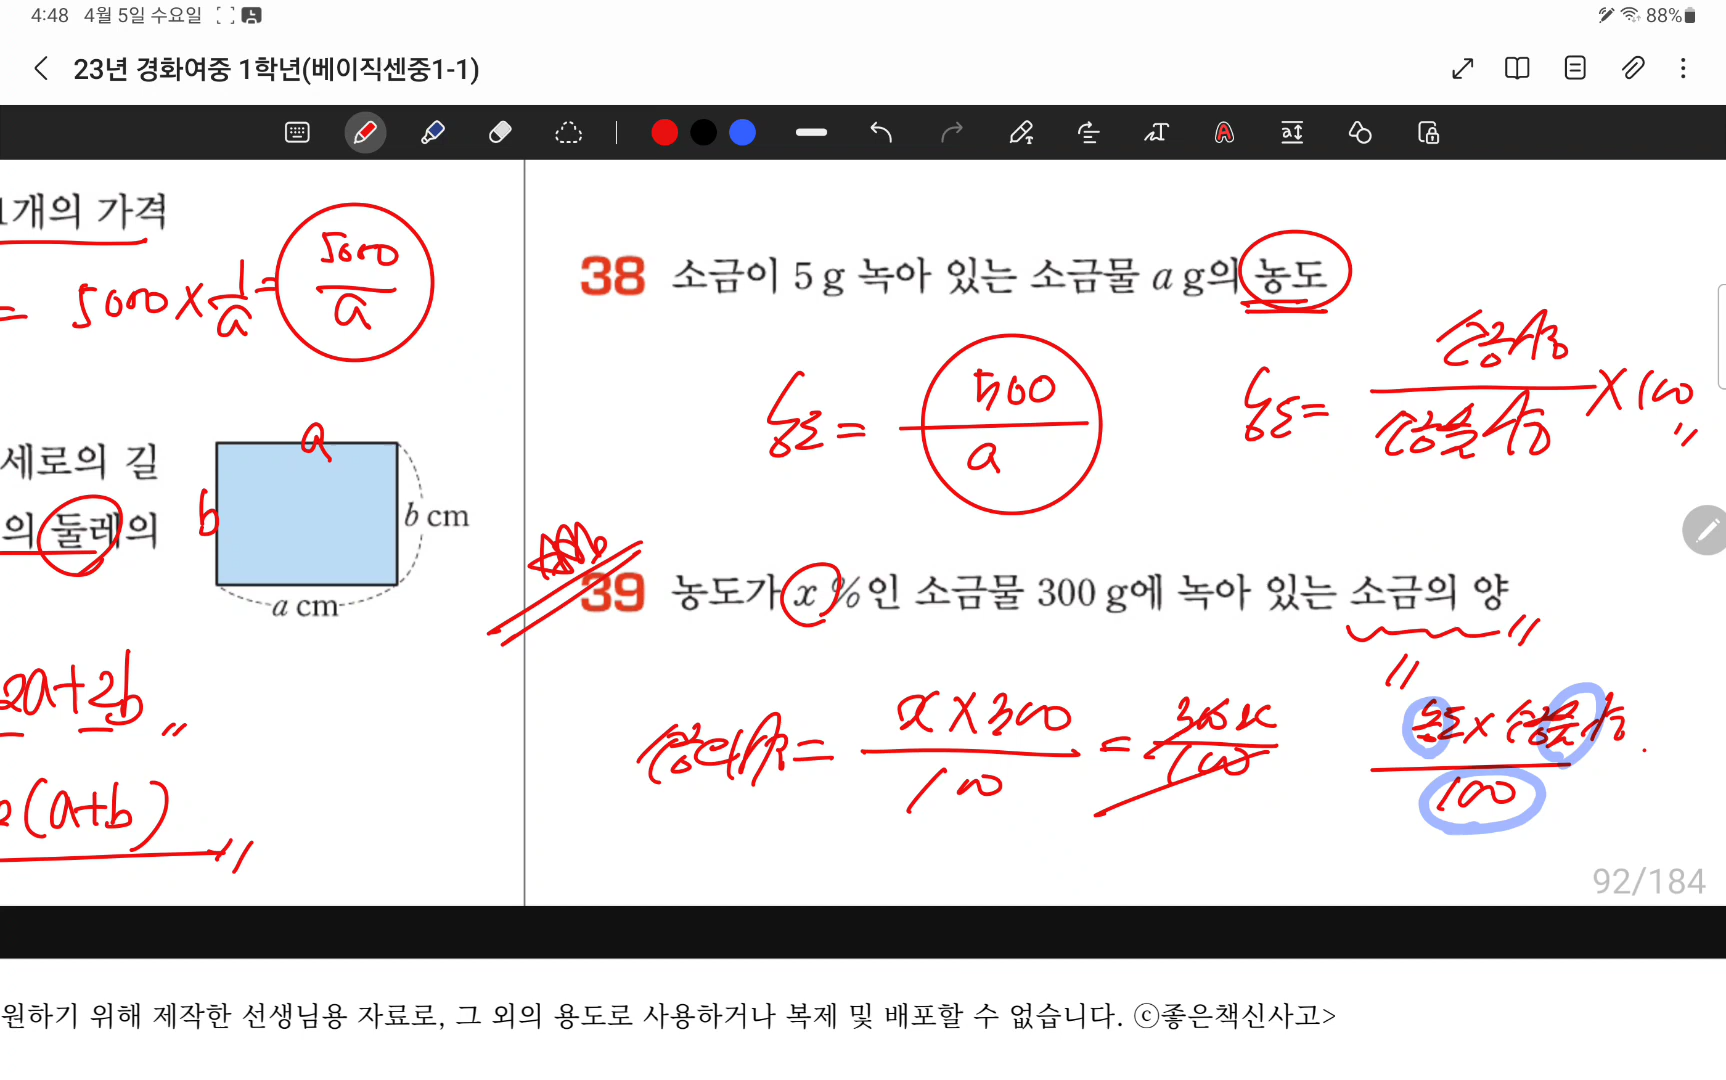 4:48 4월 5일 수요일
88%
23년 경화여중 1학년(베이직쎈중1-1)
1개의 가격
= 5000 × 1/a = 5000/a
세로의 길
의 둘레의
a
b
b cm
a cm
2a+2b
2(a+b)
38 소금이 5 g 녹아 있는 소금물 a g의 농도
농도 = 500/a
농도 = 소금양/소금물양 × 100
39 농도가 x %인 소금물 300 g에 녹아 있는 소금의 양
소금의 양 = x × 300/100 = 300x/100
농도 × 소금물양/100
92/184
원하기 위해 제작한 선생님용 자료로, 그 외의 용도로 사용하거나 복제 및 배포할 수 없습니다. ⓒ좋은책신사고>